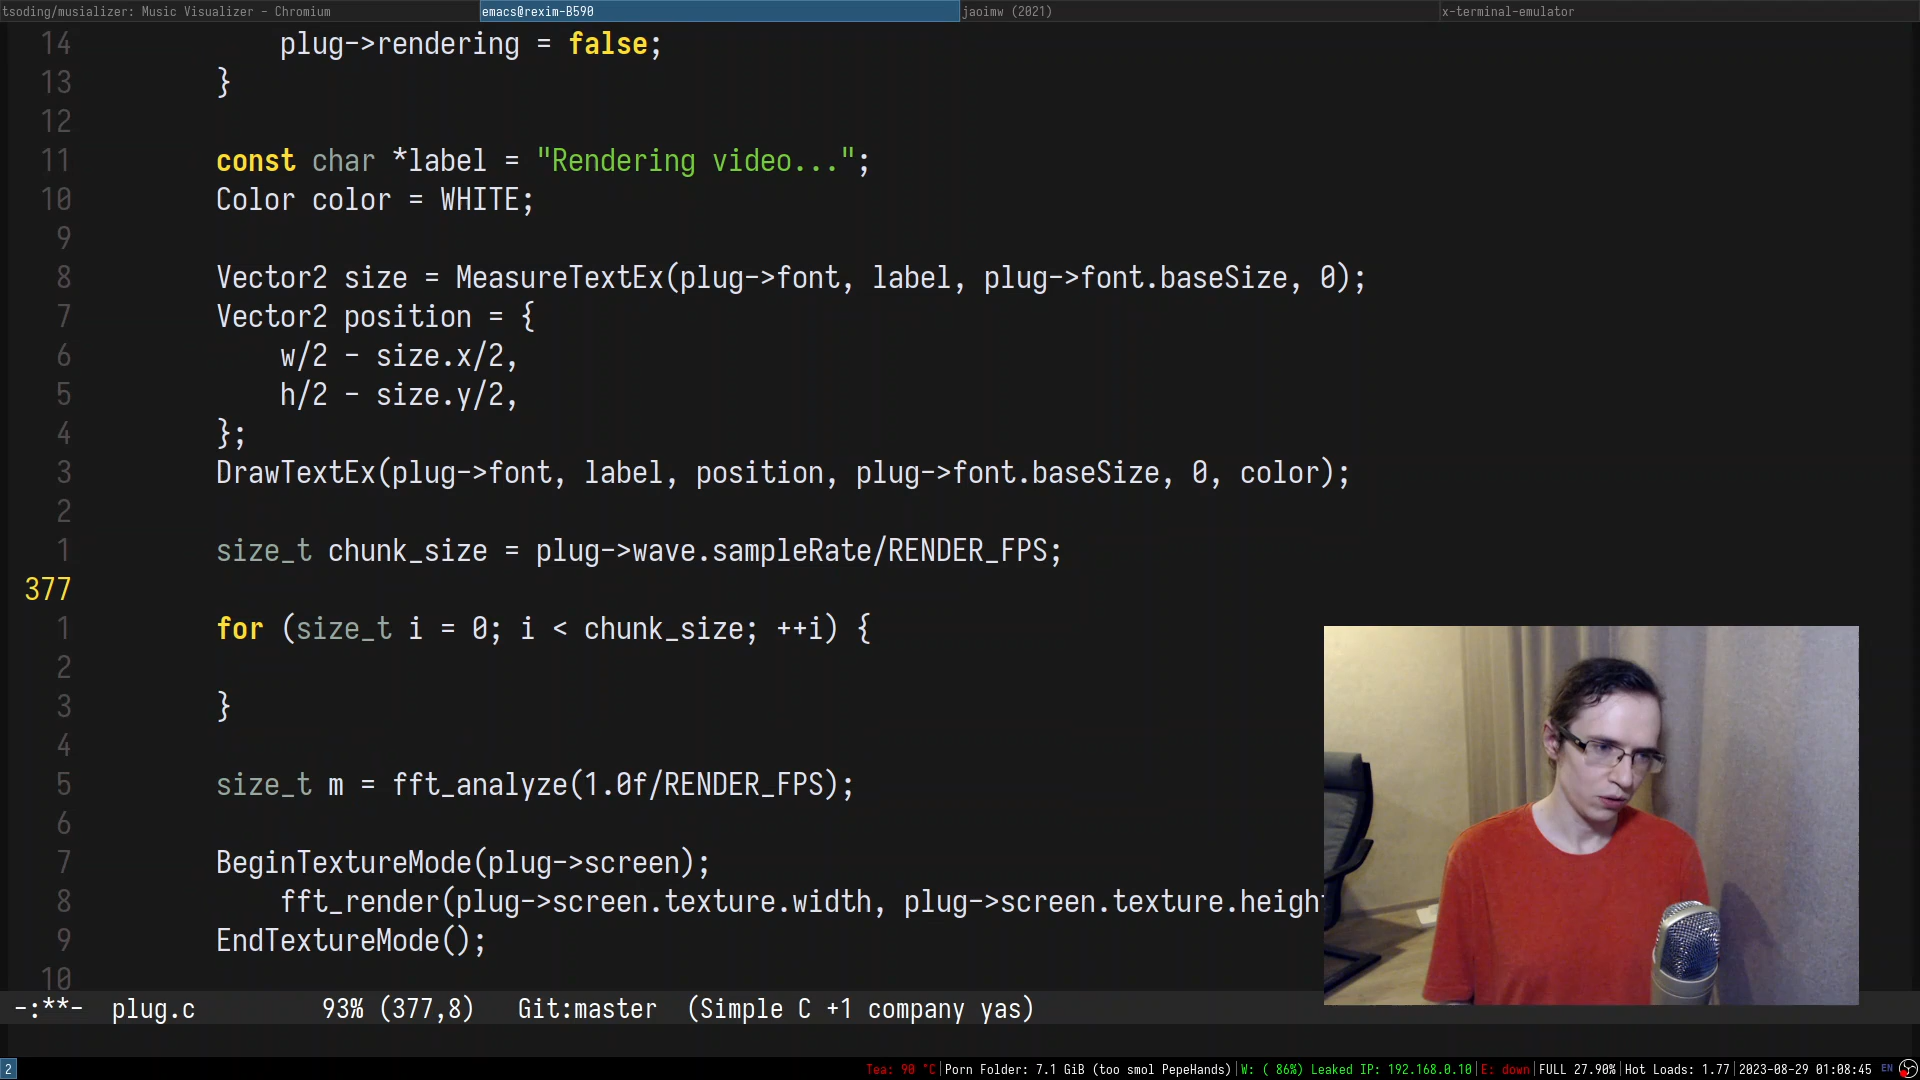 tsoding/musializer: Music Visualizer - Chromium
emacs@rexim-B590
jaoimw (2021)
x-terminal-emulator
14 plug->rendering = false;
13 }
12
11 const char *label = "Rendering video...";
10 Color color = WHITE;
9
8 Vector2 size = MeasureTextEx(plug->font, label, plug->font.baseSize, 0);
7 Vector2 position = {
6 w/2 - size.x/2,
5 h/2 - size.y/2,
4 };
3 DrawTextEx(plug->font, label, position, plug->font.baseSize, 0, color);
2
1 size_t chunk_size = plug->wave.sampleRate/RENDER_FPS;
377
1 for (size_t i = 0; i < chunk_size; ++i) {
2
3 }
4
5 size_t m = fft_analyze(1.0f/RENDER_FPS);
6
7 BeginTextureMode(plug->screen);
8 fft_render(plug->screen.texture.width, plug->screen.texture.height
9 EndTextureMode();
10
-:**- plug.c 93% (377,8) Git:master (Simple C +1 company yas)
2
Tea: 90 °C|Porn Folder: 7.1 GiB (too smol PepeHands)|W: ( 86%) Leaked IP: 192.168.0.10|E: down|FULL 27.90%|Hot Loads: 1.77|2023-08-29 01:08:45 EN